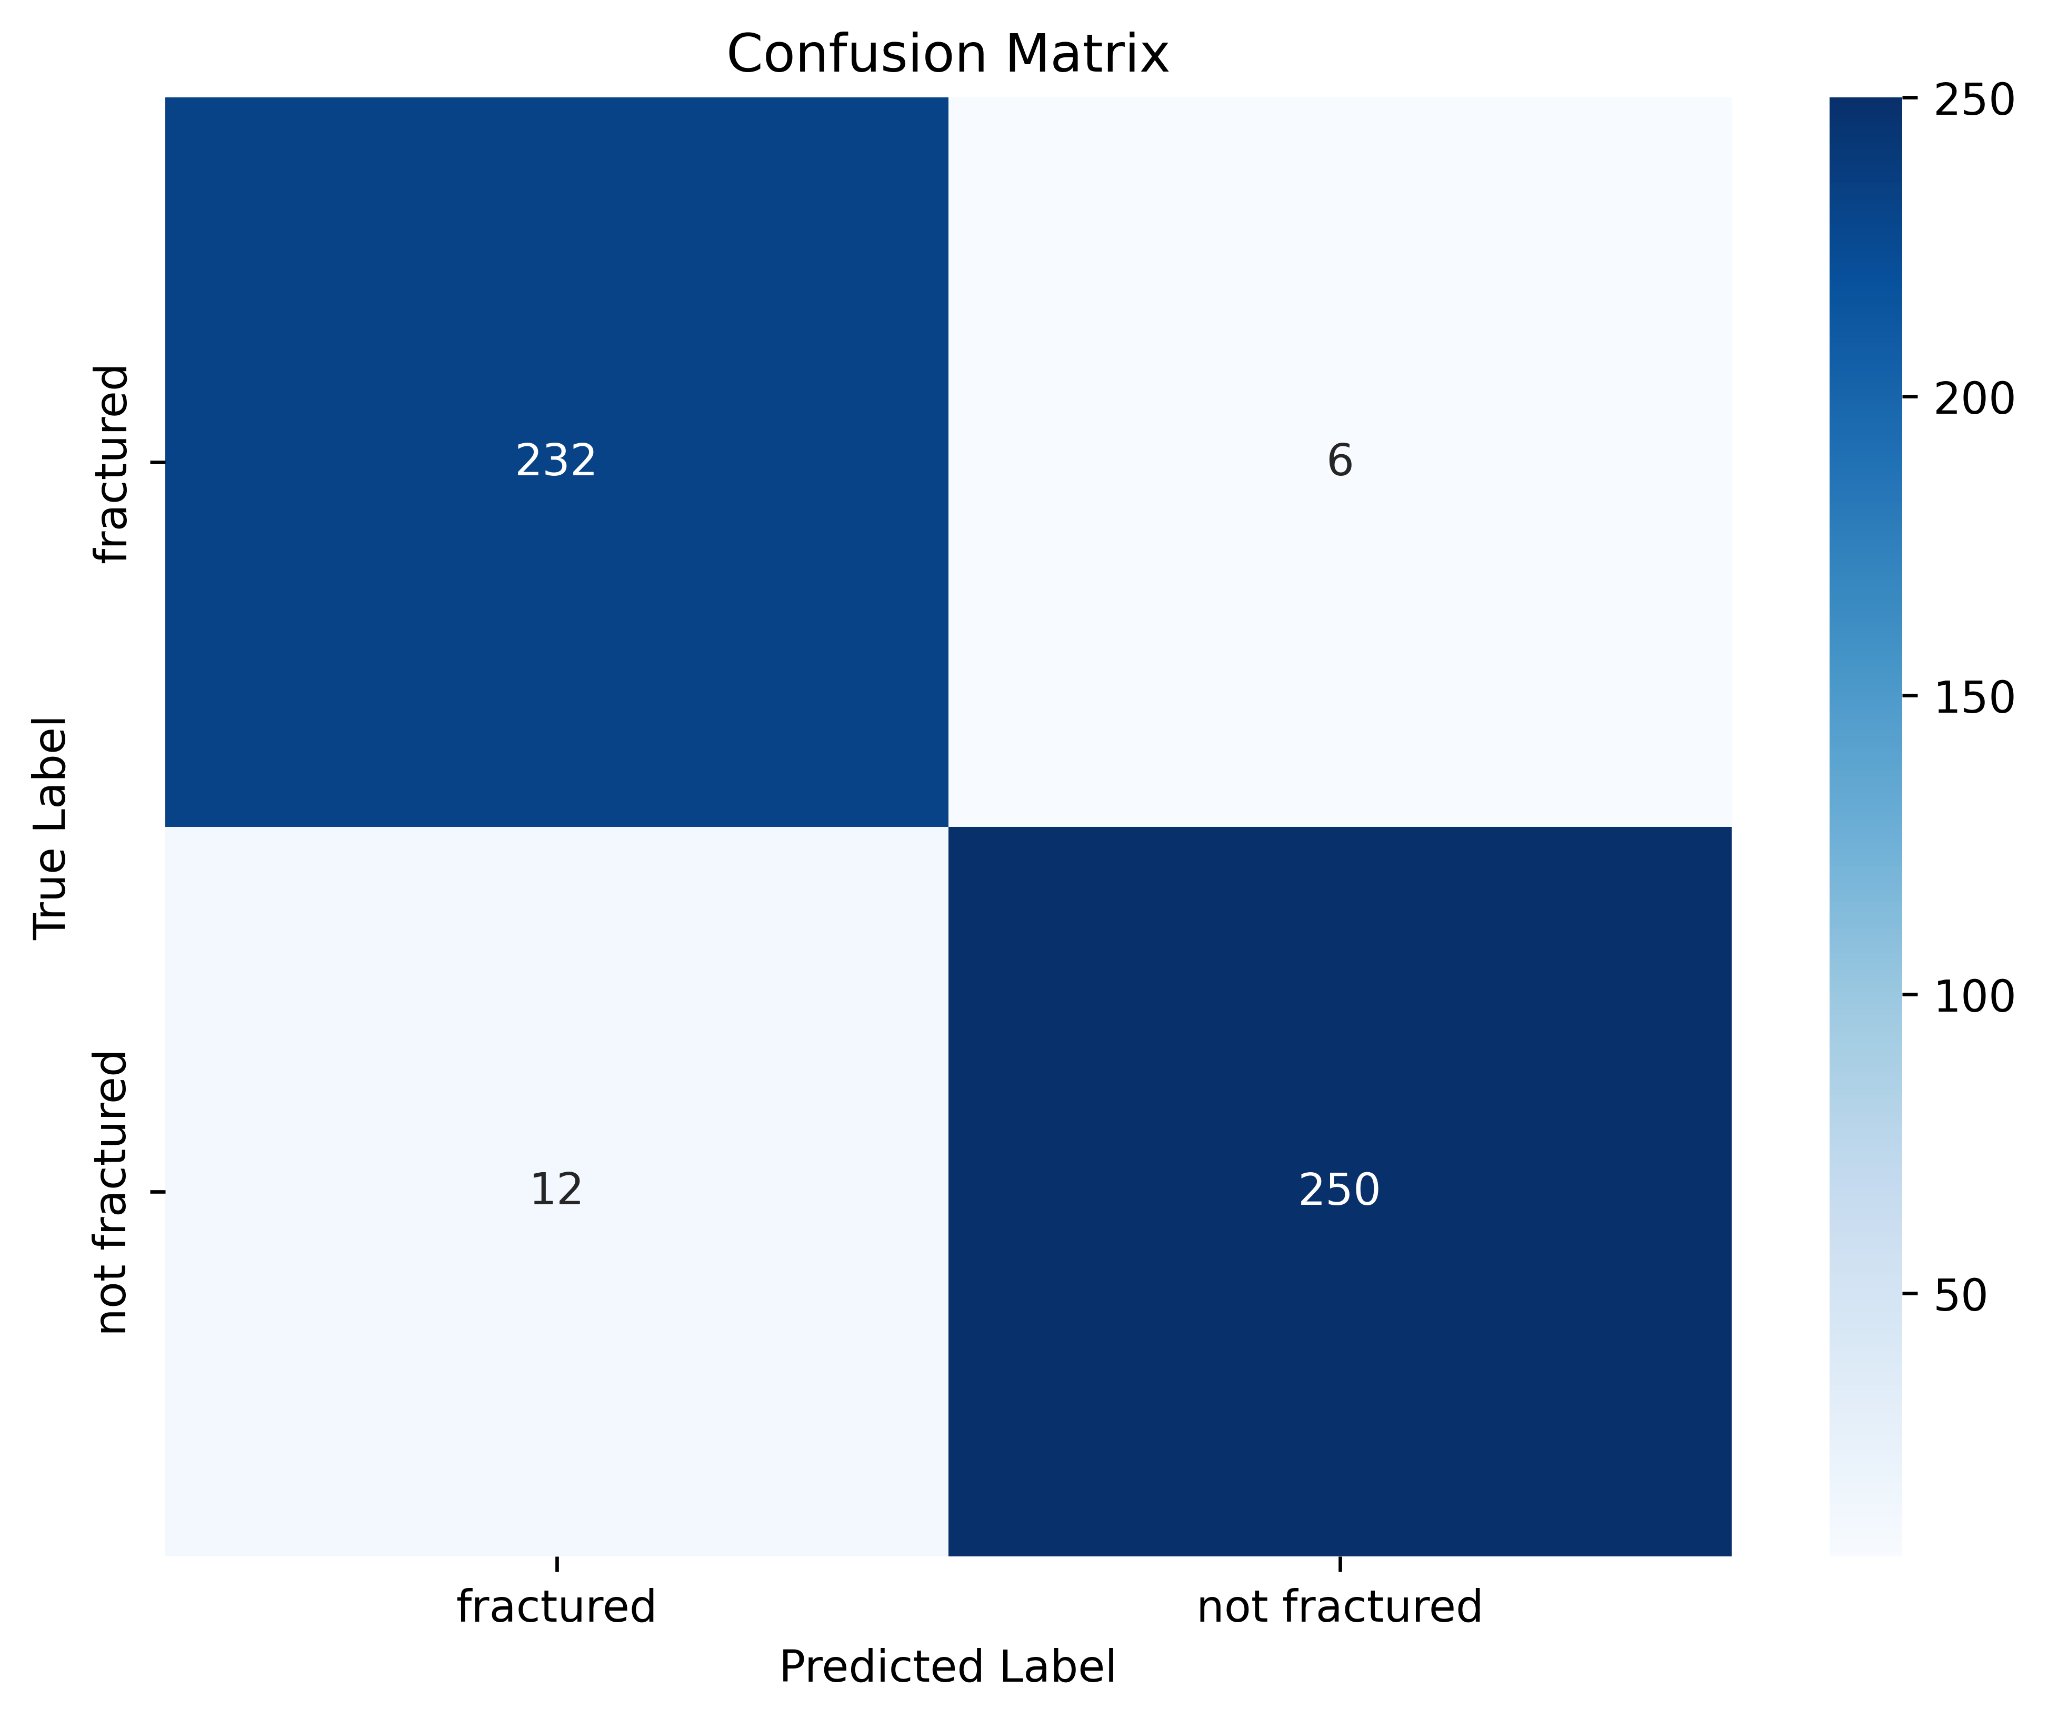 Confusion Matrix
True Label
fractured
not fractured
232
6
12
250
fractured
not fractured
Predicted Label
250
200
150
100
50